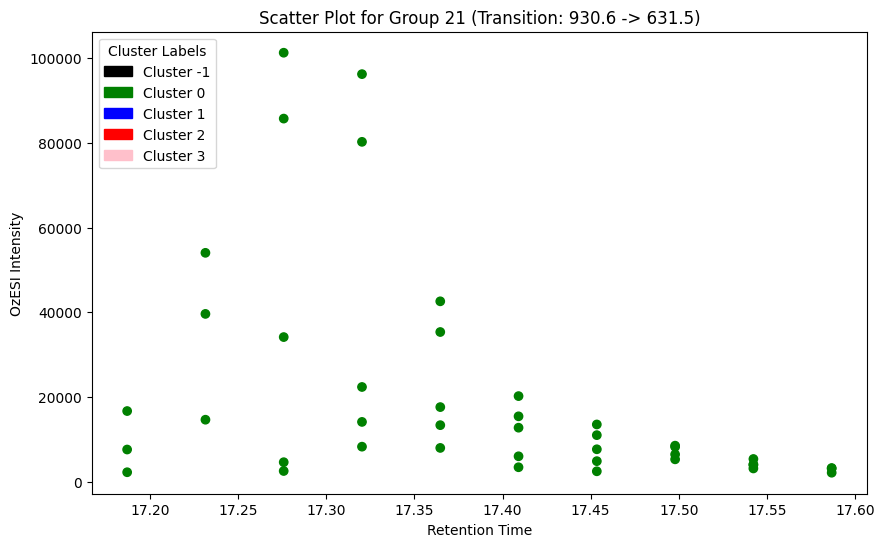 Scatter Plot for Group 21 (Transition: 930.6 -> 631.5)
Cluster Labels
Cluster -1
Cluster 0
Cluster 1
Cluster 2
Cluster 3
OzESI Intensity
100000
80000
60000
40000
20000
0
17.20 17.25 17.30 17.35 17.40 17.45 17.50 17.55 17.60
Retention Time